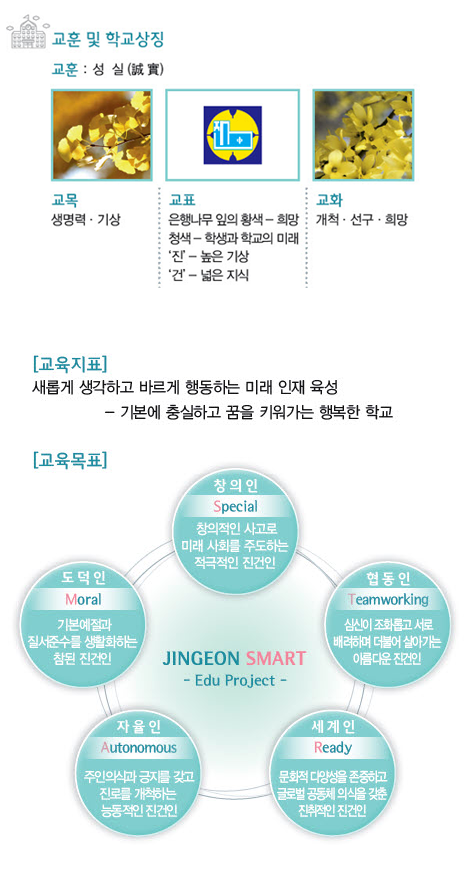 교훈 및 학교상징
교훈 : 성 실(誠 實)
교목
생명력 · 기상
교표
은행나무 잎의 황색 – 희망
청색 – 학생과 학교의 미래
‘진’ – 높은 기상
‘건’ – 넓은 지식
교화
개척 · 선구 · 희망
[교육지표]
새롭게 생각하고 바르게 행동하는 미래 인재 육성
– 기본에 충실하고 꿈을 키워가는 행복한 학교
[교육목표]
창의인
Special
창의적인 사고로
미래 사회를 주도하는
적극적인 진건인
도덕인
Moral
기본예절과
질서준수를 생활화하는
참된 진건인
협동인
Teamworking
심신이 조화롭고 서로
배려하며 더불어 살아가는
아름다운 진건인
JINGEON SMART
- Edu Project -
자율인
Autonomous
주인의식과 긍지를 갖고
진로를 개척하는
능동적인 진건인
세계인
Ready
문화적 다양성을 존중하고
글로벌 공동체 의식을 갖춘
진취적인 진건인